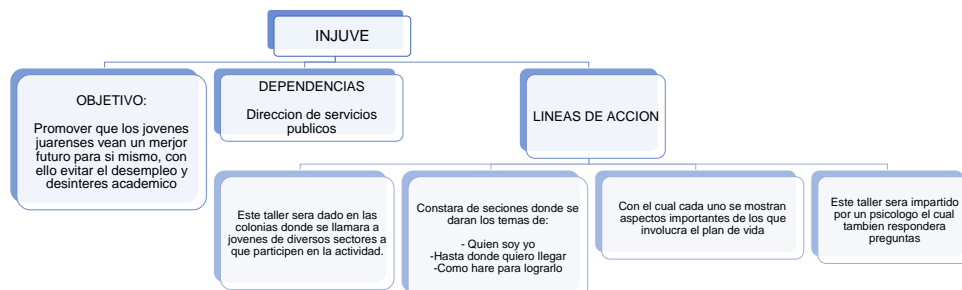 INJUVE
OBJETIVO:
Promover que los jovenes
juarenses vean un merjor
futuro para si mismo, con
ello evitar el desempleo y
desinteres academico
DEPENDENCIAS
Direccion de servicios
publicos
LINEAS DE ACCION
Este taller sera dado en las
colonias donde se llamara a
jovenes de diversos sectores a
que participen en la actividad.
Constara de seciones donde se
daran los temas de:
- Quien soy yo
-Hasta donde quiero llegar
-Como hare para lograrlo
Con el cual cada uno se mostran
aspectos importantes de los que
involucra el plan de vida
Este taller sera impartido
por un psicologo el cual
tambien respondera
preguntas